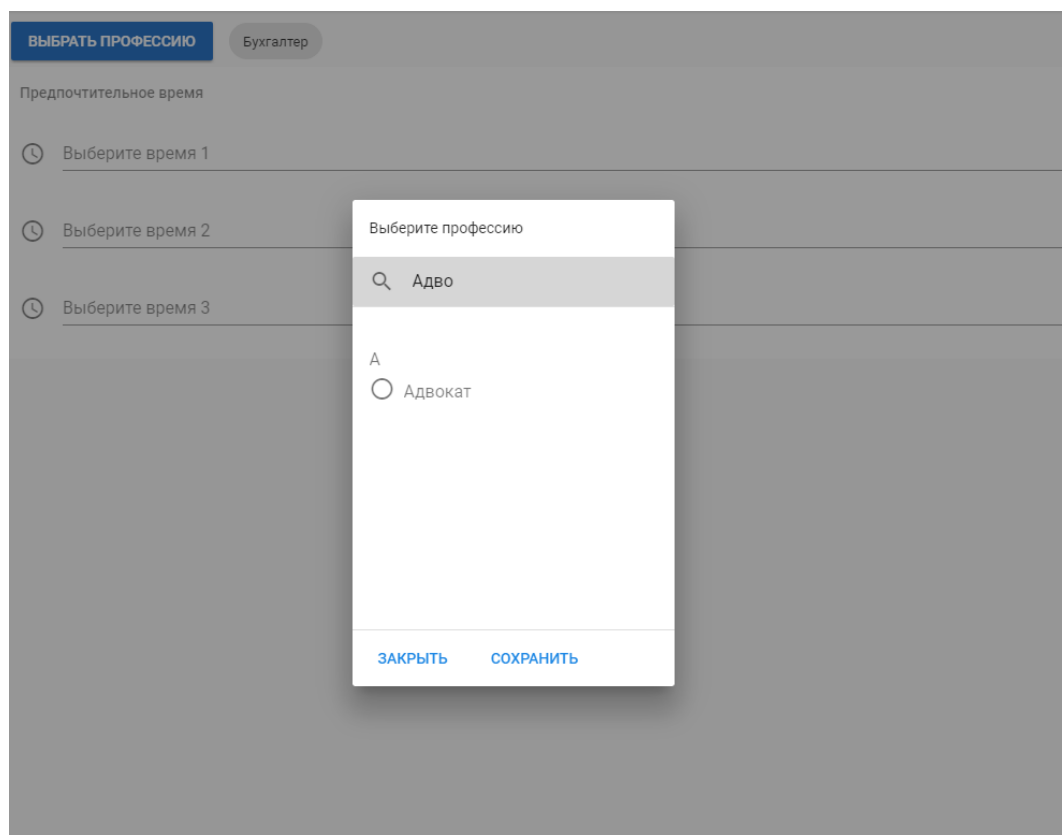 ВЫБРАТЬ ПРОФЕССИЮ Бухгалтер
Предпочтительное время
Выберите время 1
Выберите время 2
Выберите время 3
Выберите профессию
Адво
А
Адвокат
ЗАКРЫТЬ СОХРАНИТЬ